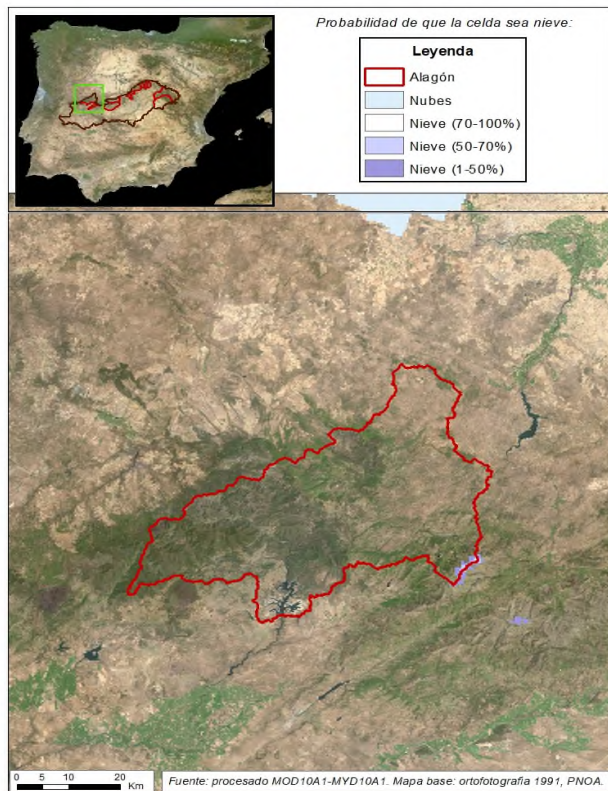 Probabilidad de que la celda sea nieve:
Leyenda
Alagón
Nubes
Nieve (70-100%)
Nieve (50-70%)
Nieve (1-50%)
0 5 10 20
Km
Fuente: procesado MOD10A1-MYD10A1. Mapa base: ortofotografia 1991, PNOA.